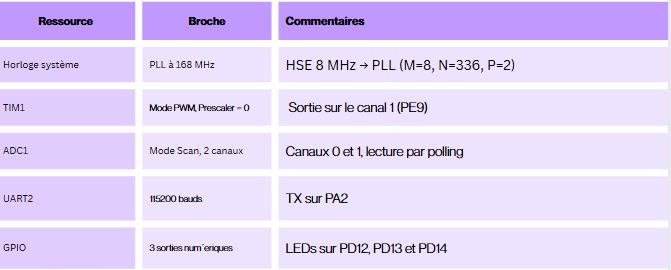 Ressource Broche Commentaires
Horloge système PLL à 168 MHz HSE 8 MHz → PLL (M=8, N=336, P=2)
TIM1 Mode PWM, Prescaler = 0 Sortie sur le canal 1 (PE9)
ADC1 Mode Scan, 2 canaux Canaux 0 et 1, lecture par polling
UART2 115200 bauds TX sur PA2
GPIO 3 sorties num´eriques LEDs sur PD12, PD13 et PD14